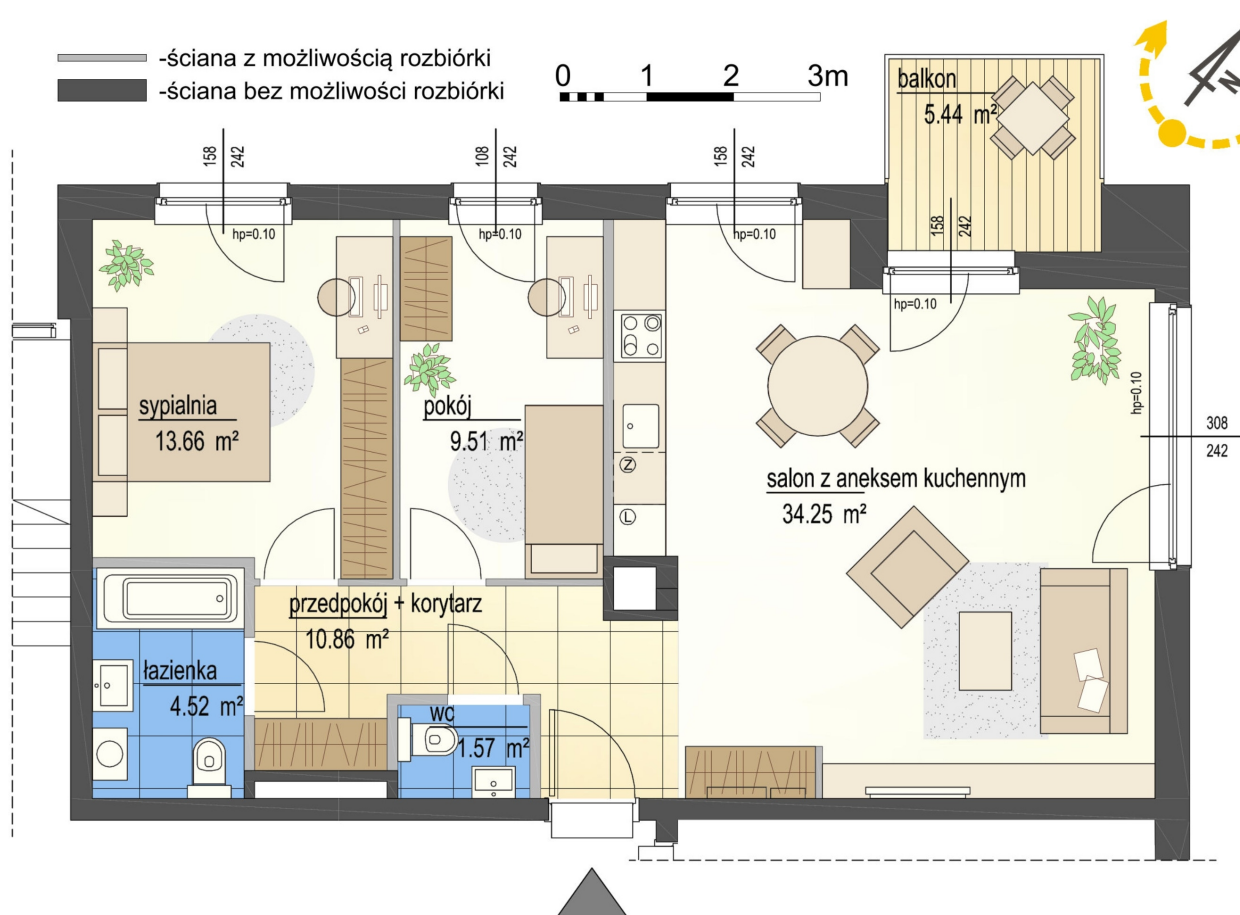 -ściana z możliwością rozbiórki
-ściana bez możliwości rozbiórki
0 1 2 3m
N
balkon
5.44 m²
158
242
108
242
158
242
158
242
hp=0.10
hp=0.10
hp=0.10
hp=0.10
hp=0.10
308
242
sypialnia
13.66 m²
pokój
9.51 m²
Z
L
salon z aneksem kuchennym
34.25 m²
przedpokój + korytarz
10.86 m²
łazienka
4.52 m²
wc
1.57 m²